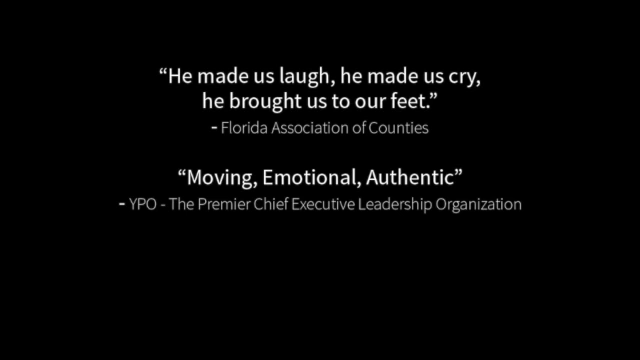 “He made us laugh, he made us cry,
he brought us to our feet.”
- Florida Association of Counties
“Moving, Emotional, Authentic”
- YPO - The Premier Chief Executive Leadership Organization